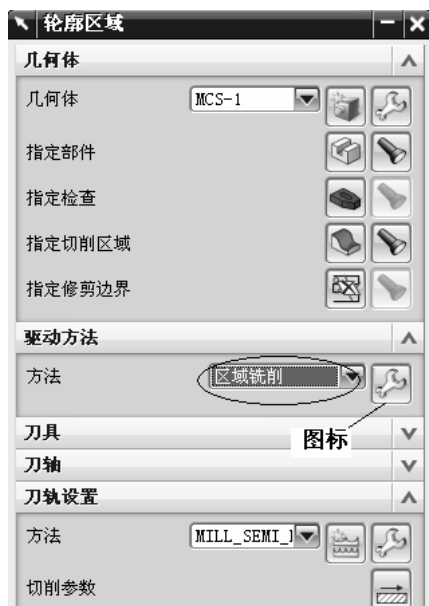 轮廓区域
几何体
几何体 MCS-1
指定部件
指定检查
指定切削区域
指定修剪边界
驱动方法
方法 区域铣削
图标
刀具
刀轴
刀轨设置
方法 MILL_SEMI_
切削参数